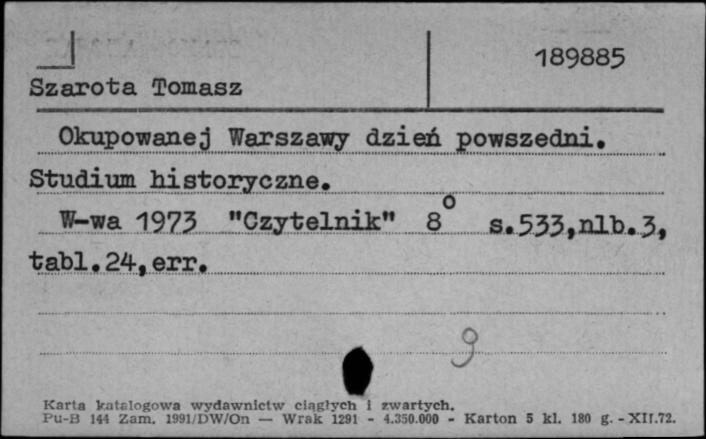 189885
Szarota Tomasz
Okupowanej Warszawy dzień powszedni.
Studium historyczne.
W-wa 1973 "Czytelnik" 8° s.533,nlb.3,
tabl.24,err.
9
Karta katalogowa wydawnictw ciągłych i zwartych.
Pu-B 144 Zam. 1991/DW/On — Wrak 1291 - 4.350.000 - Karton 5 kl. 180 g. - XII.72.